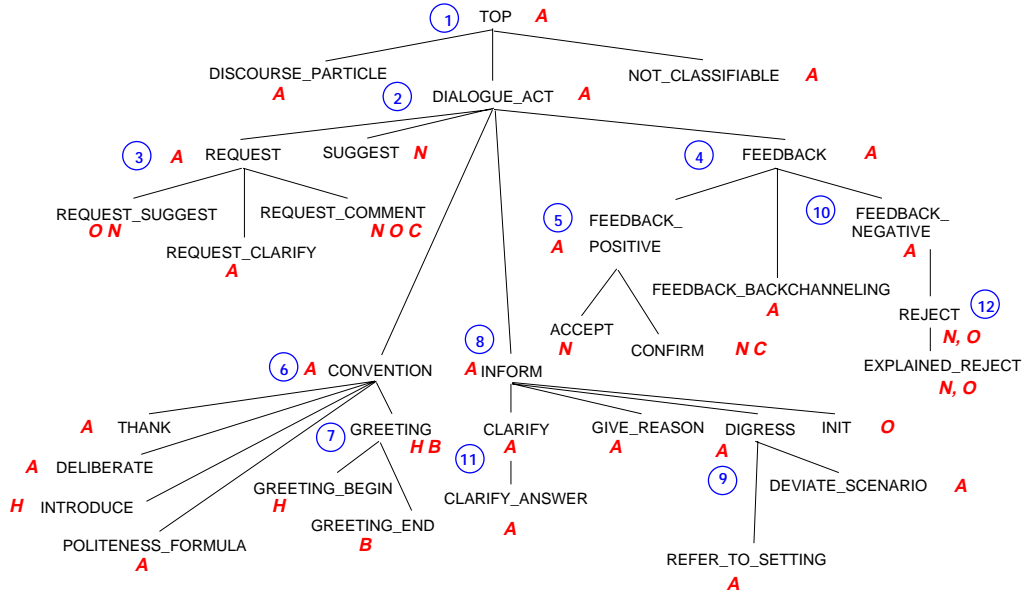 1 TOP A
DISCOURSE_PARTICLE NOT_CLASSIFIABLE A
A
2 DIALOGUE_ACT A
3 A REQUEST SUGGEST N 4 FEEDBACK A
REQUEST_SUGGEST REQUEST_COMMENT 5 FEEDBACK_ 10 FEEDBACK_
O N N O C A POSITIVE NEGATIVE
REQUEST_CLARIFY A
A
FEEDBACK_BACKCHANNELING
A
REJECT 12
ACCEPT CONFIRM N C N, O
N
EXPLAINED_REJECT
N, O
6 A CONVENTION 8 A INFORM
A THANK 7 GREETING CLARIFY GIVE_REASON DIGRESS INIT O
H B A A A
A DELIBERATE 11 9
GREETING_BEGIN CLARIFY_ANSWER DEVIATE_SCENARIO A
H A
H INTRODUCE
GREETING_END
B
POLITENESS_FORMULA
A
REFER_TO_SETTING
A